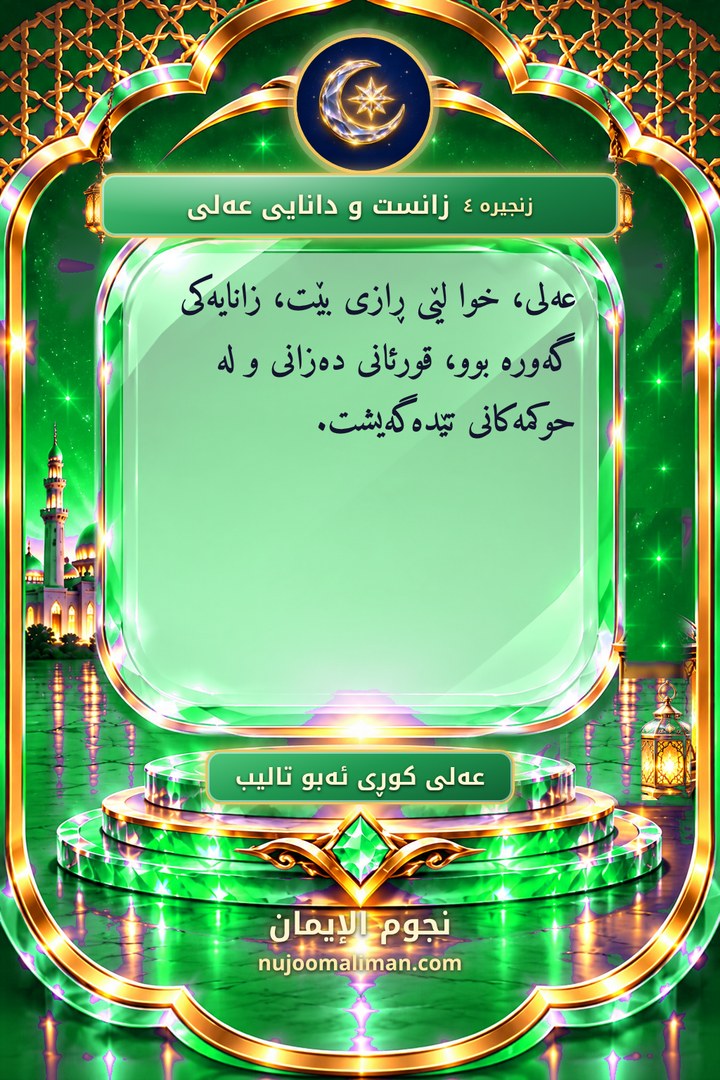 زنجیرە ٤ زانست و دانایی عەلی
عەلی، خوا لێی ڕازی بێت، زانایەکی
گەورە بوو، قورئانی دەزانی و لە
حوکمەکانی تێدەگەیشت.
عەلی کوڕی ئەبو تالیب
نجوم الإيمان
nujoomaliman.com